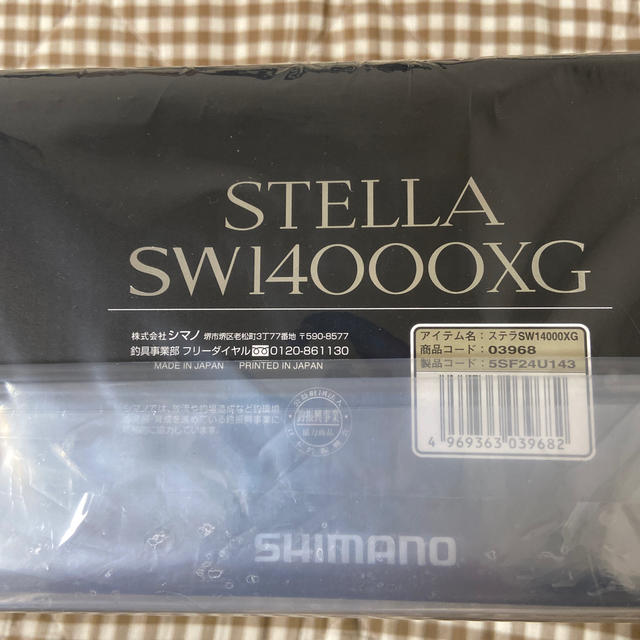 STELLA
SW14000XG
株式会社 シマノ 堺市堺区老松町3丁77番地 〒590-8577
釣具事業部 フリーダイヤル 0120-861130
MADE IN JAPAN PRINTED IN JAPAN
アイテム名：ステラSW14000XG
商品コード：03968
製品コード：5SF24U143
4 969363 039682
SHIMANO